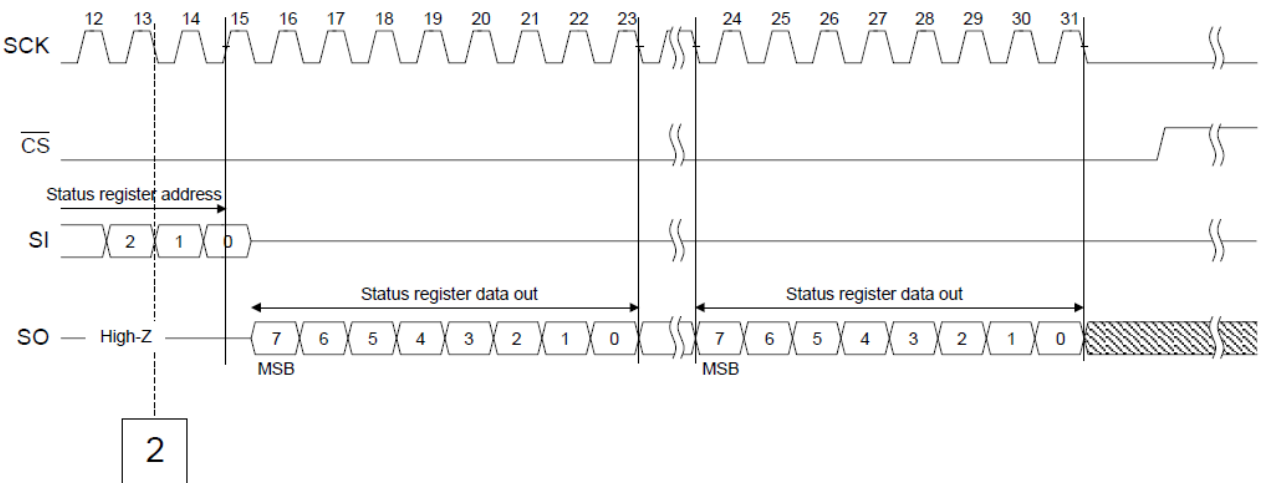 12 13 14 15 16 17 18 19 20 21 22 23 24 25 26 27 28 29 30 31
SCK
CS
Status register address
SI 2 1 0
Status register data out Status register data out
SO High-Z 7 6 5 4 3 2 1 0 7 6 5 4 3 2 1 0
MSB MSB
2